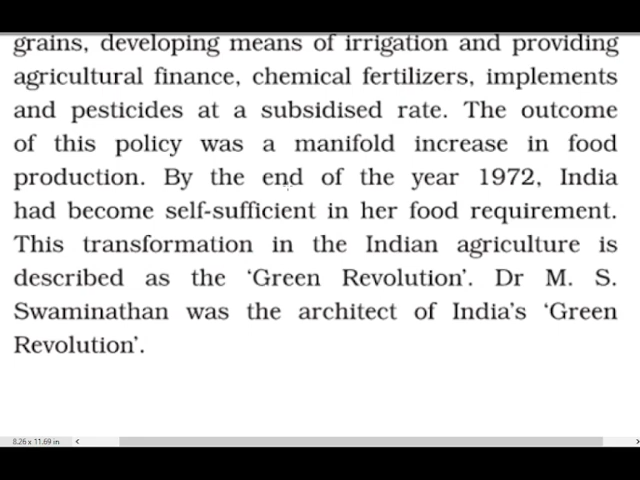 grains, developing means of irrigation and providing
agricultural finance, chemical fertilizers, implements
and pesticides at a subsidised rate. The outcome
of this policy was a manifold increase in food
production. By the end of the year 1972, India
had become self-sufficient in her food requirement.
This transformation in the Indian agriculture is
described as the ‘Green Revolution’. Dr M. S.
Swaminathan was the architect of India’s ‘Green
Revolution’.
8.26 x 11.69 in